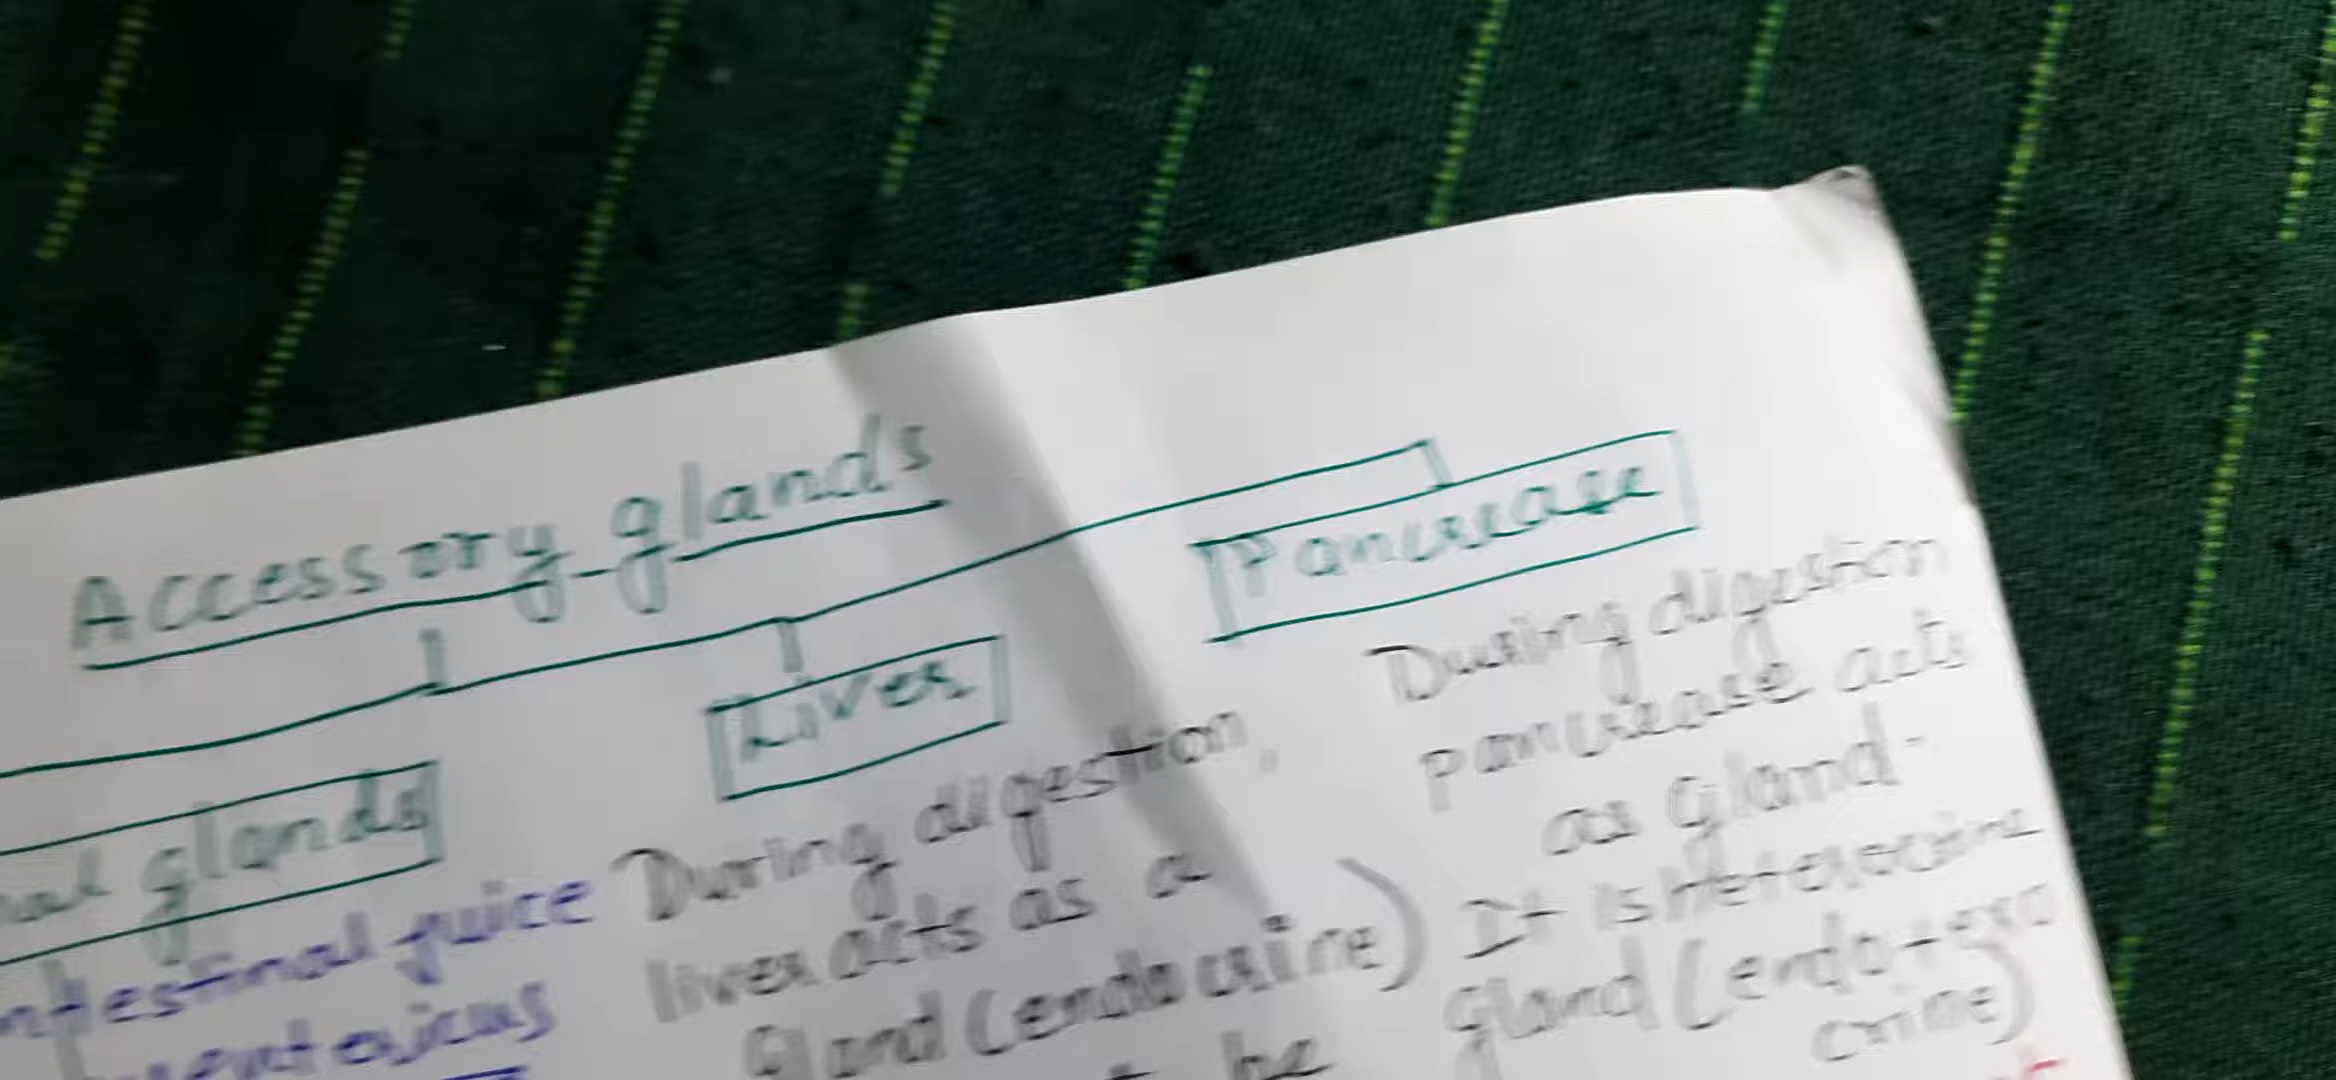 Accessory glands
Pancrease
Liver
glands
During digestion
pancrease acts
as gland-
It is Heterocrine
gland (endo+exo
crine)
During digestion,
liver acts as a
gland (endocrine)
be
intestinal juice